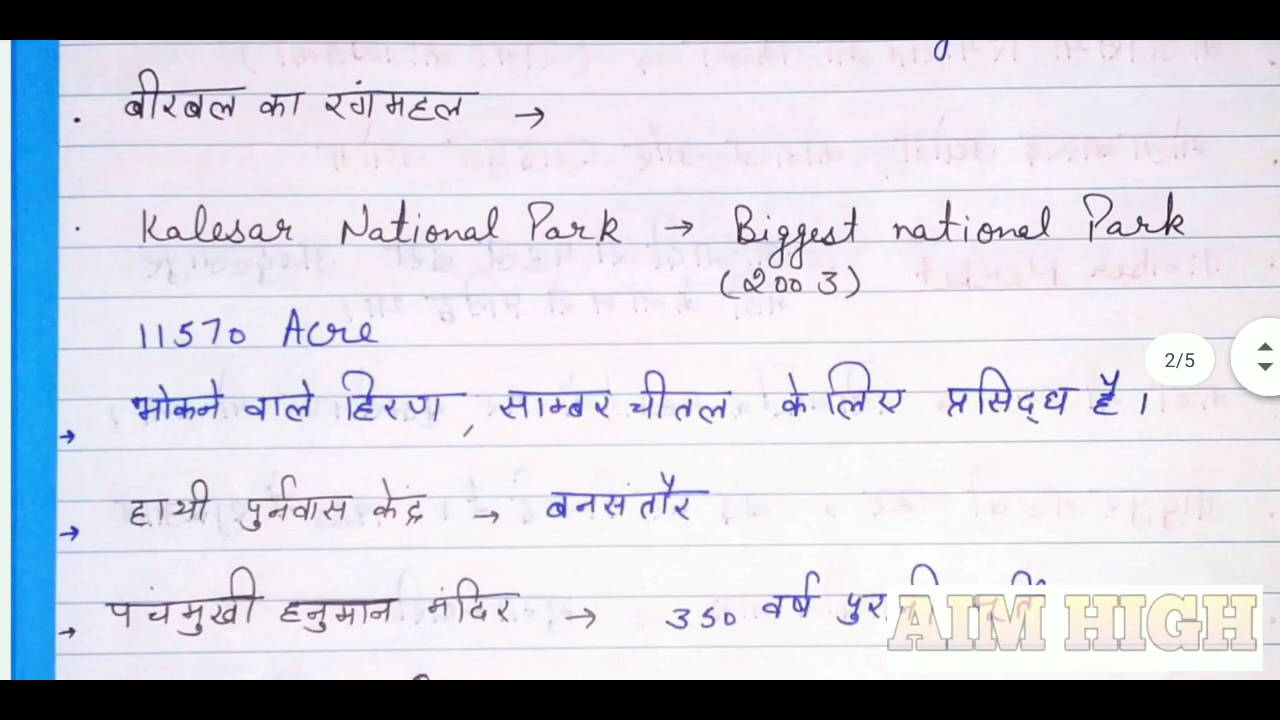 . बीरबल का रंगमहल →
. Kalesar National Park → Biggest national Park
(2003)
11570 Acre
2/5
→ भोकने वाले हिरण, साम्बर चीतल के लिए प्रसिद्ध है।
→ हाथी पुर्नवास केद्रं → बनसंतौर
→ पचंमुखी हनुमान मंदिर → 350 वर्ष
AIM HIGH